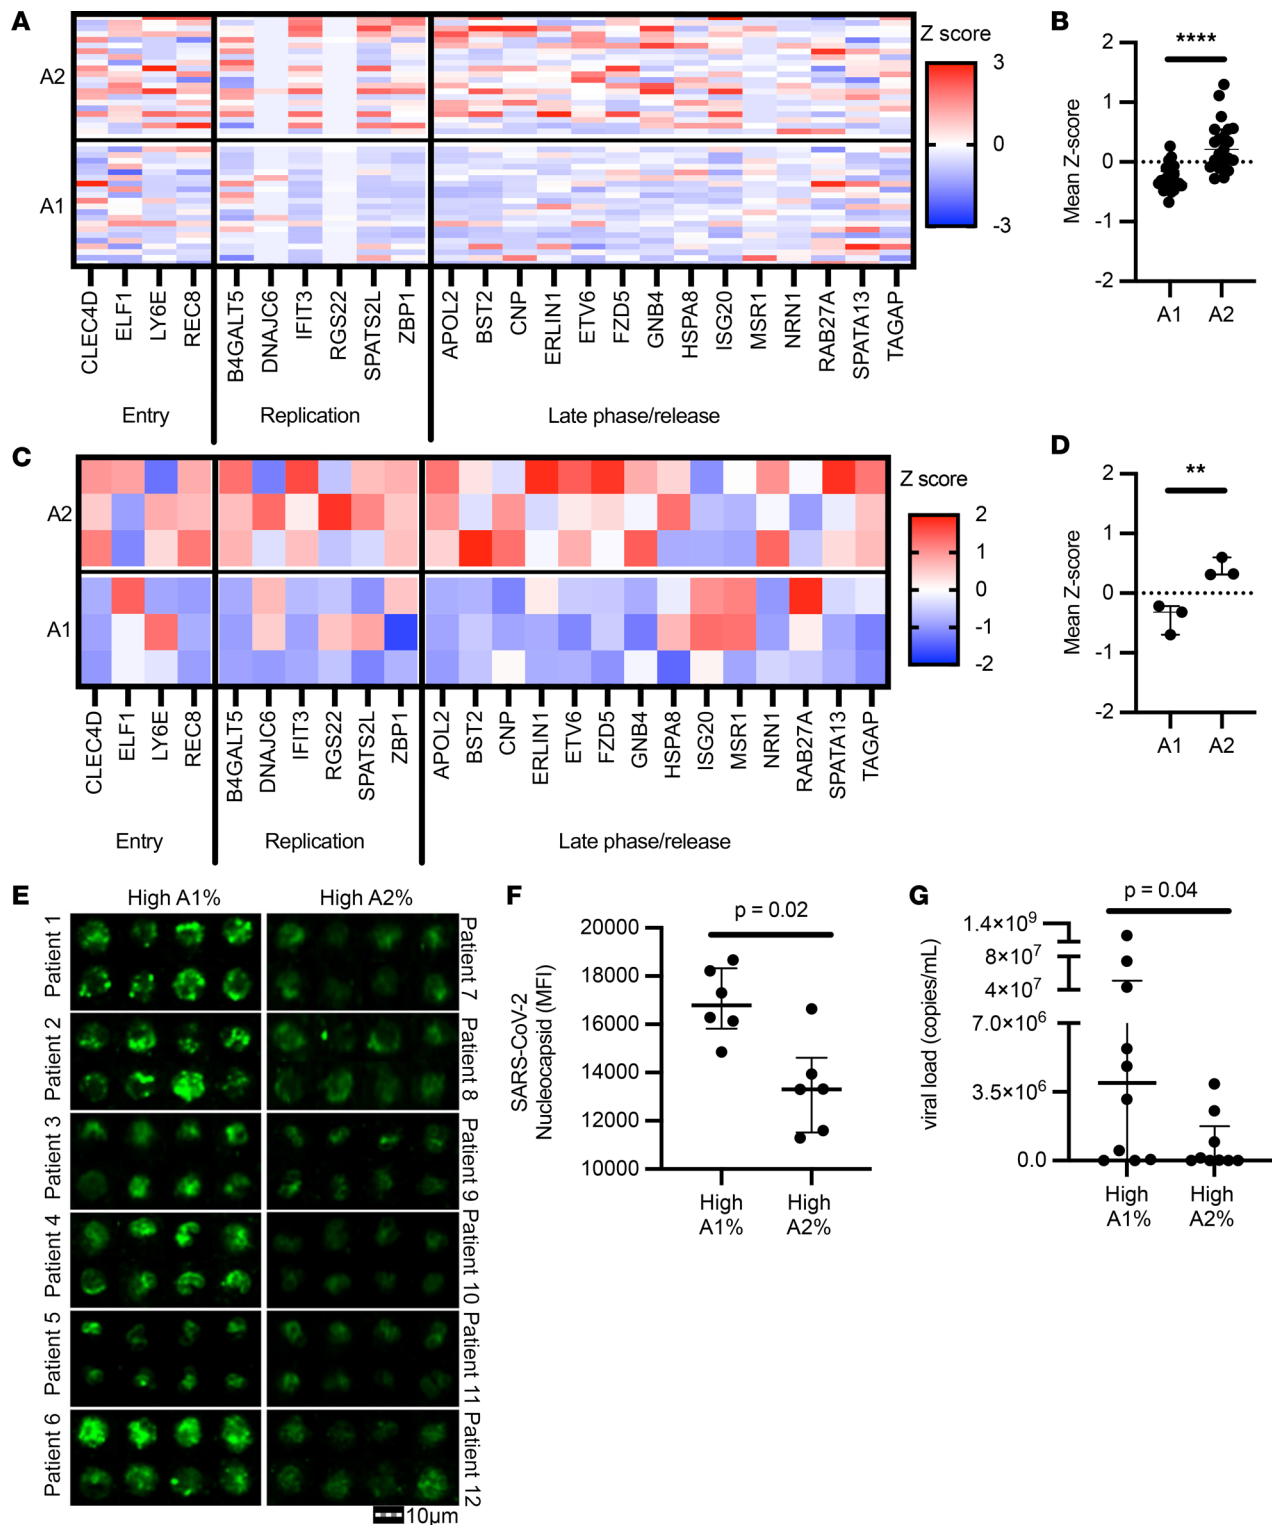 A
A2
A1
Z score
3
0
-3
CLEC4D
ELF1
LY6E
REC8
B4GALT5
DNAJC6
IFIT3
RGS22
SPATS2L
ZBP1
APOL2
BST2
CNP
ERLIN1
ETV6
FZD5
GNB4
HSPA8
ISG20
MSR1
NRN1
RAB27A
SPATA13
TAGAP
Entry
Replication
Late phase/release
B
****
Mean Z-score
2
1
0
-1
-2
A1
A2
C
A2
A1
Z score
2
1
0
-1
-2
CLEC4D
ELF1
LY6E
REC8
B4GALT5
DNAJC6
IFIT3
RGS22
SPATS2L
ZBP1
APOL2
BST2
CNP
ERLIN1
ETV6
FZD5
GNB4
HSPA8
ISG20
MSR1
NRN1
RAB27A
SPATA13
TAGAP
Entry
Replication
Late phase/release
D
**
Mean Z-score
2
1
0
-1
-2
A1
A2
E
High A1%
High A2%
Patient 1
Patient 2
Patient 3
Patient 4
Patient 5
Patient 6
Patient 7
Patient 8
Patient 9
Patient 10
Patient 11
Patient 12
10μm
F
p = 0.02
SARS-CoV-2
Nucleocapsid (MFI)
20000
18000
16000
14000
12000
10000
High
A1%
High
A2%
G
p = 0.04
viral load (copies/mL)
1.4×10⁹
8×10⁷
4×10⁷
7.0×10⁶
3.5×10⁶
0.0
High
A1%
High
A2%